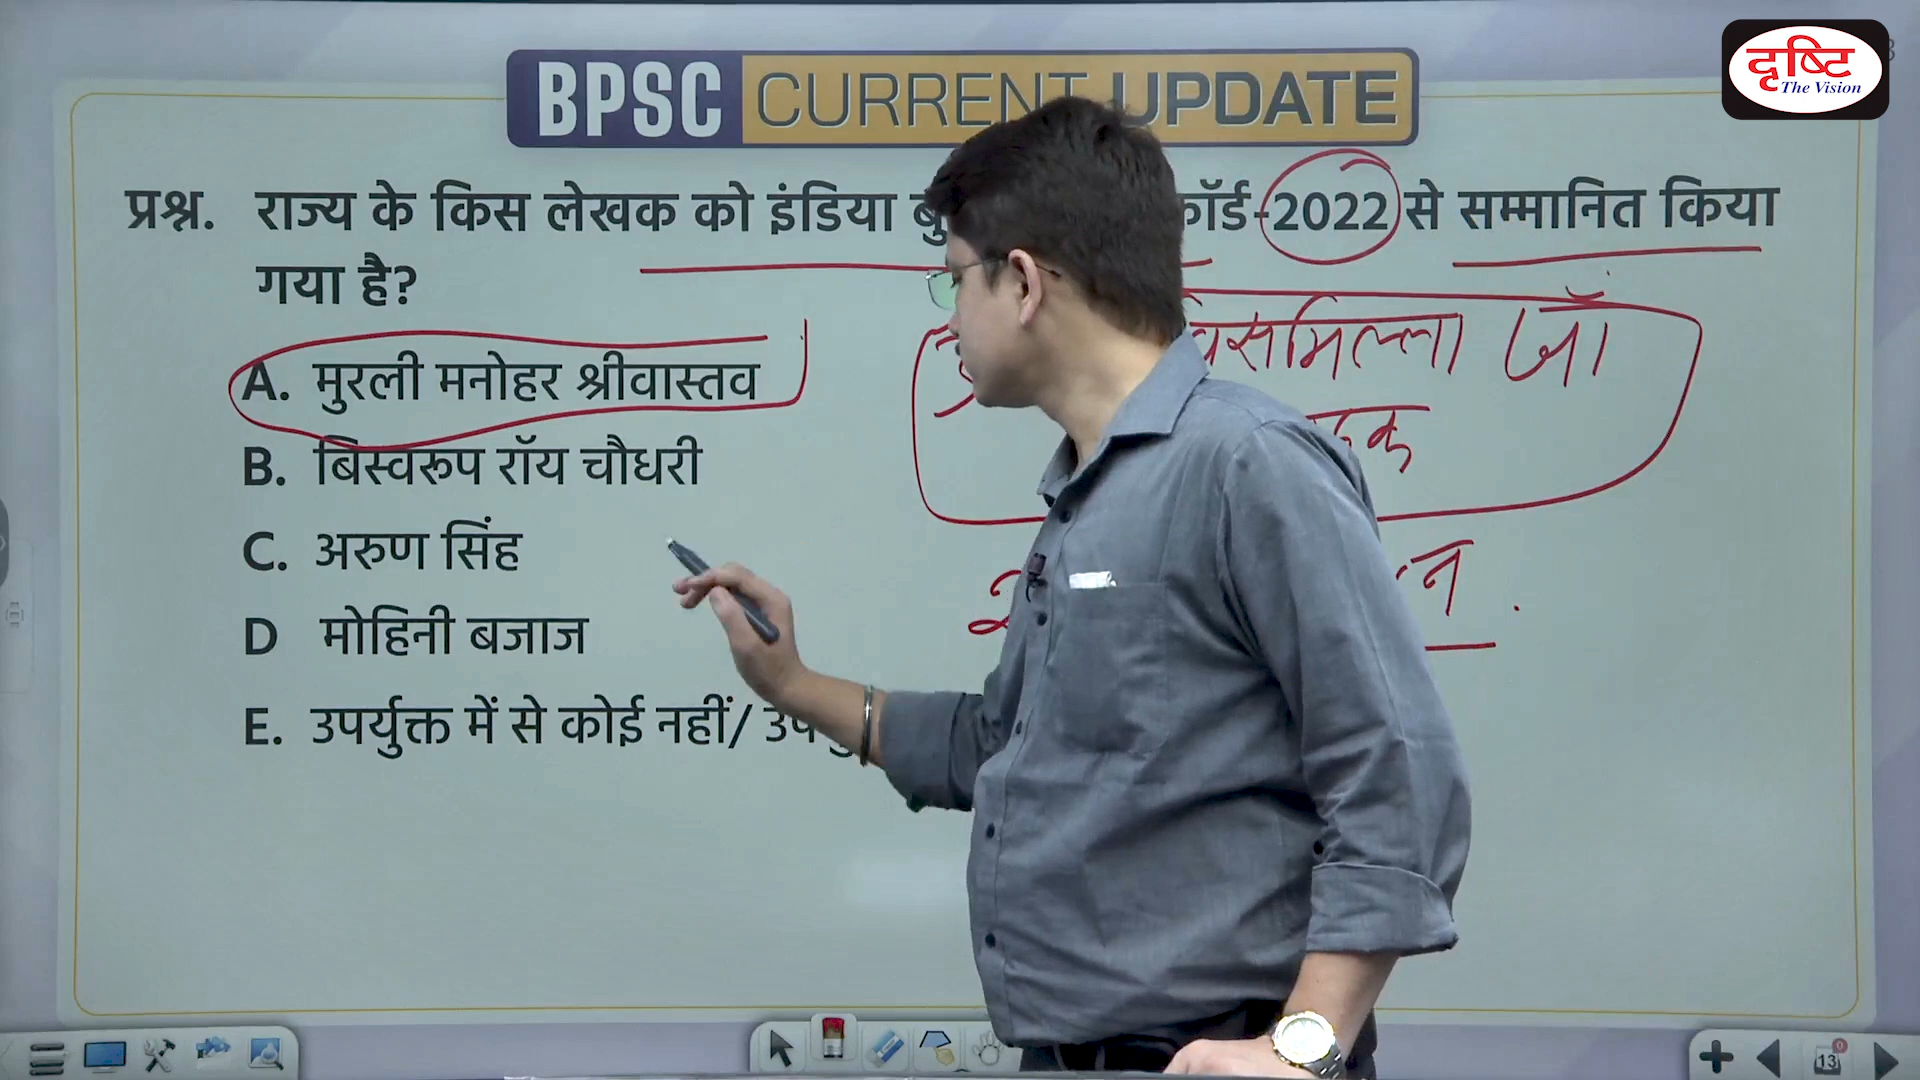 दृष्टि
The Vision
BPSC CURRENT UPDATE
प्रश्न. राज्य के किस लेखक को इंडिया कॉर्ड-2022 से सम्मानित किया
गया है?
A. मुरली मनोहर श्रीवास्तव
B. बिस्वरूप रॉय चौधरी
C. अरुण सिंह
D मोहिनी बजाज
E. उपर्युक्त में से कोई नहीं/
13